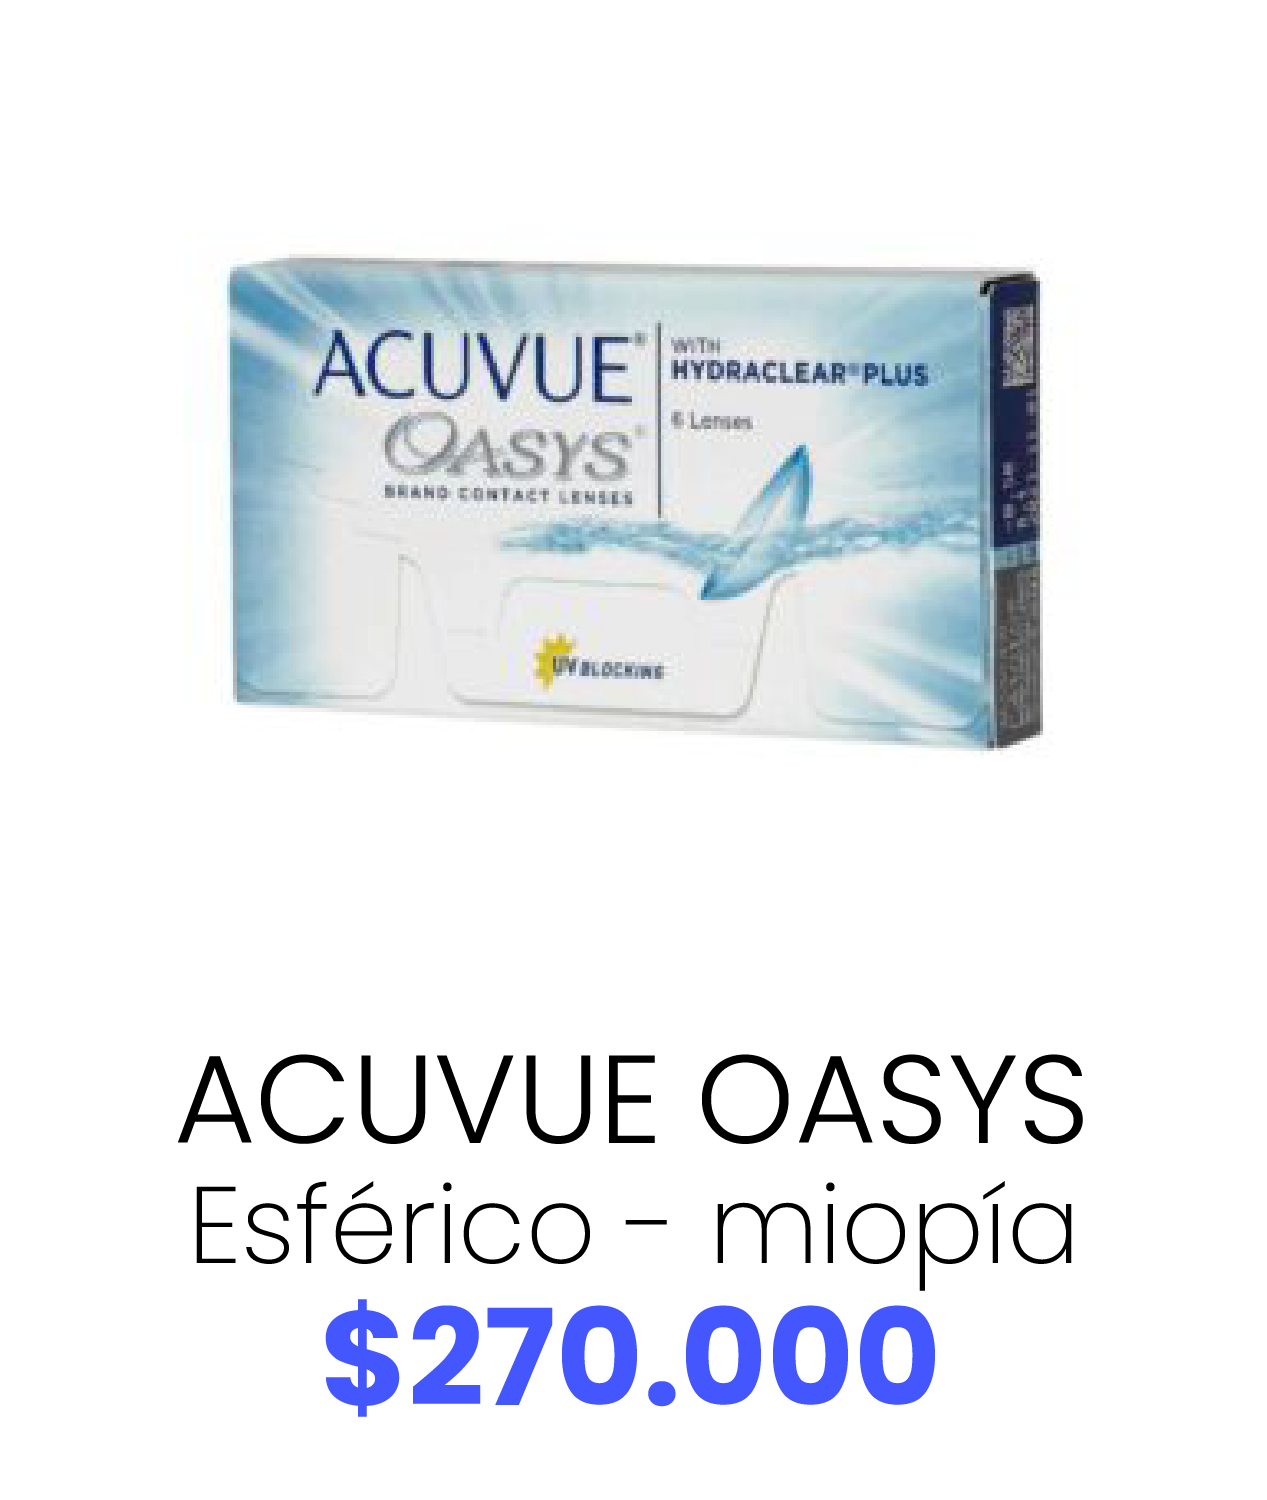 ACUVUE®
OASYS®
BRAND CONTACT LENSES
WITH
HYDRACLEAR®PLUS
6 Lenses
UV BLOCKING
ACUVUE OASYS
Esférico - miopía
$270.000